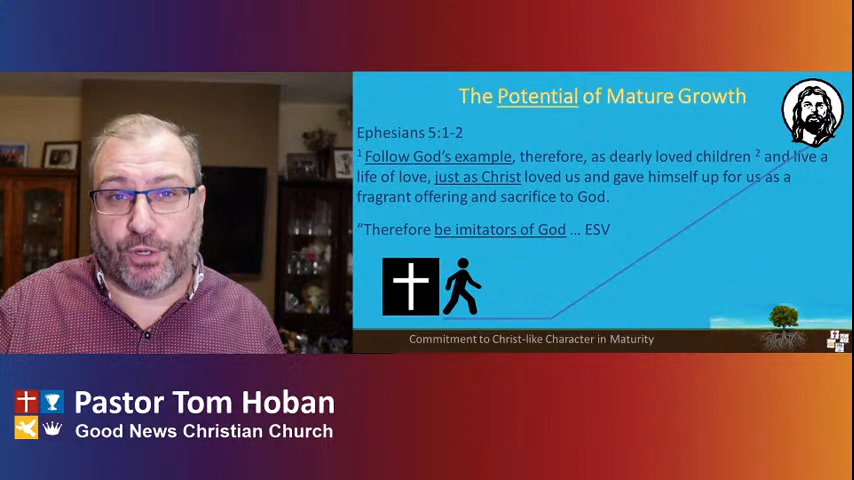 The Potential of Mature Growth
Ephesians 5:1-2
1 Follow God's example, therefore, as dearly loved children 2 and live a
life of love, just as Christ loved us and gave himself up for us as a
fragrant offering and sacrifice to God.
"Therefore be imitators of God ... ESV
Commitment to Christ-like Character in Maturity
Pastor Tom Hoban
Good News Christian Church